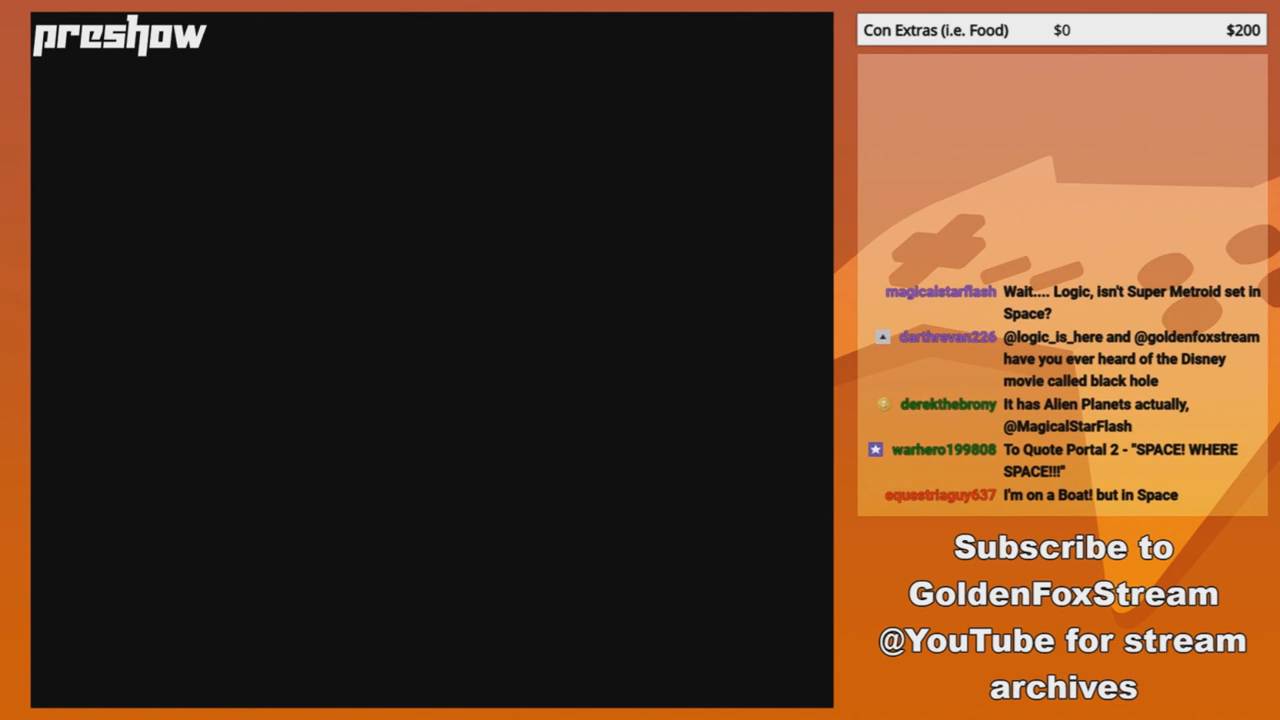 preshow
Con Extras (i.e. Food) $0 $200
magicalstarflash Wait.... Logic, isn't Super Metroid set in
Space?
darthrevan226 @logic_is_here and @goldenfoxstream
have you ever heard of the Disney
movie called black hole
derekthebrony It has Alien Planets actually,
@MagicalStarFlash
warhero199808 To Quote Portal 2 - "SPACE! WHERE
SPACE!!!"
equestriaguy637 I'm on a Boat! but in Space
Subscribe to
GoldenFoxStream
@YouTube for stream
archives